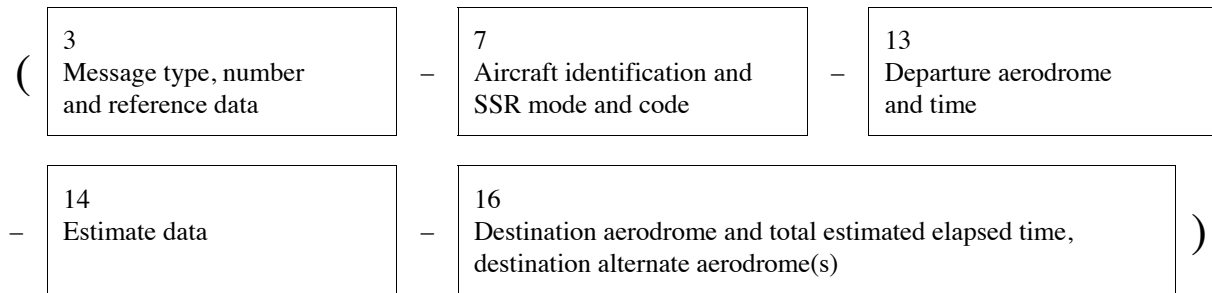 ( 3 – 7 – 13
Message type, number Aircraft identification and Departure aerodrome
and reference data SSR mode and code and time
– 14 – 16 )
Estimate data Destination aerodrome and total estimated elapsed time,
destination alternate aerodrome(s)